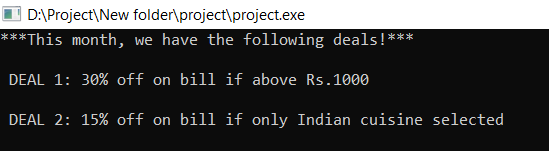 D:\Project\New folder\project\project.exe
***This month, we have the following deals!***
DEAL 1: 30% off on bill if above Rs.1000
DEAL 2: 15% off on bill if only Indian cuisine selected